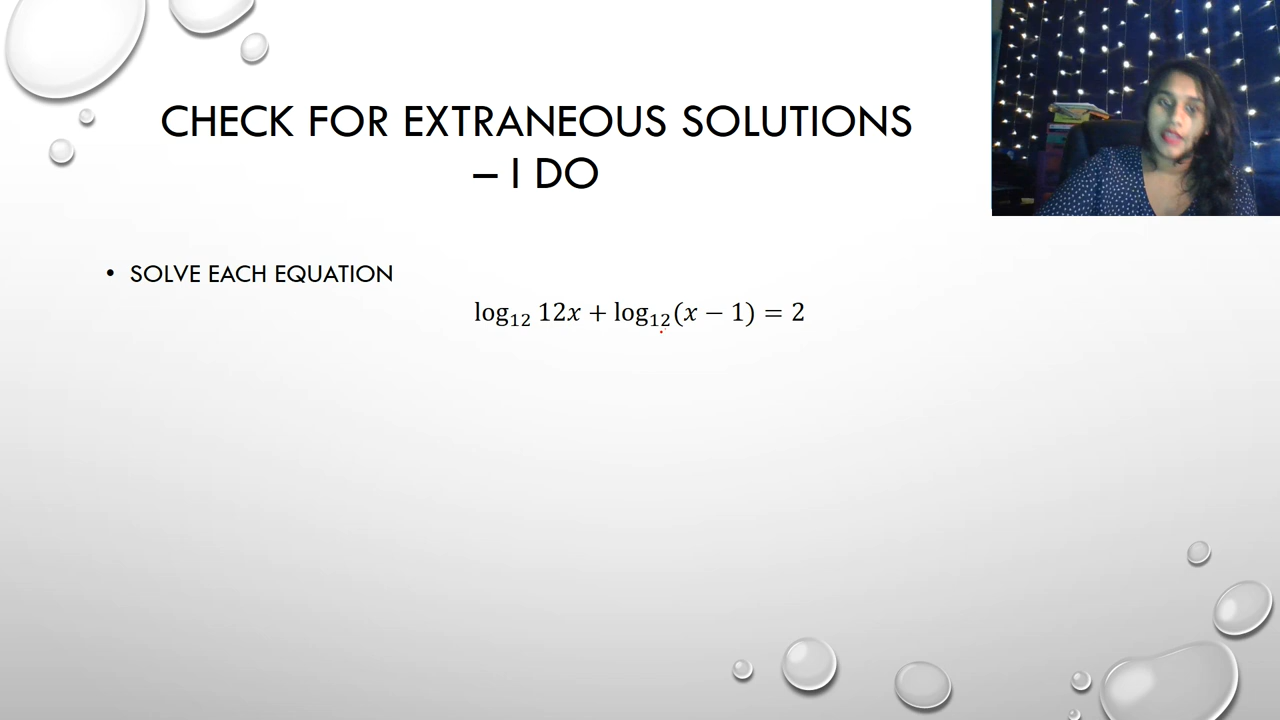 CHECK FOR EXTRANEOUS SOLUTIONS
– I DO
• SOLVE EACH EQUATION
log₁₂ 12x + log₁₂(x − 1) = 2